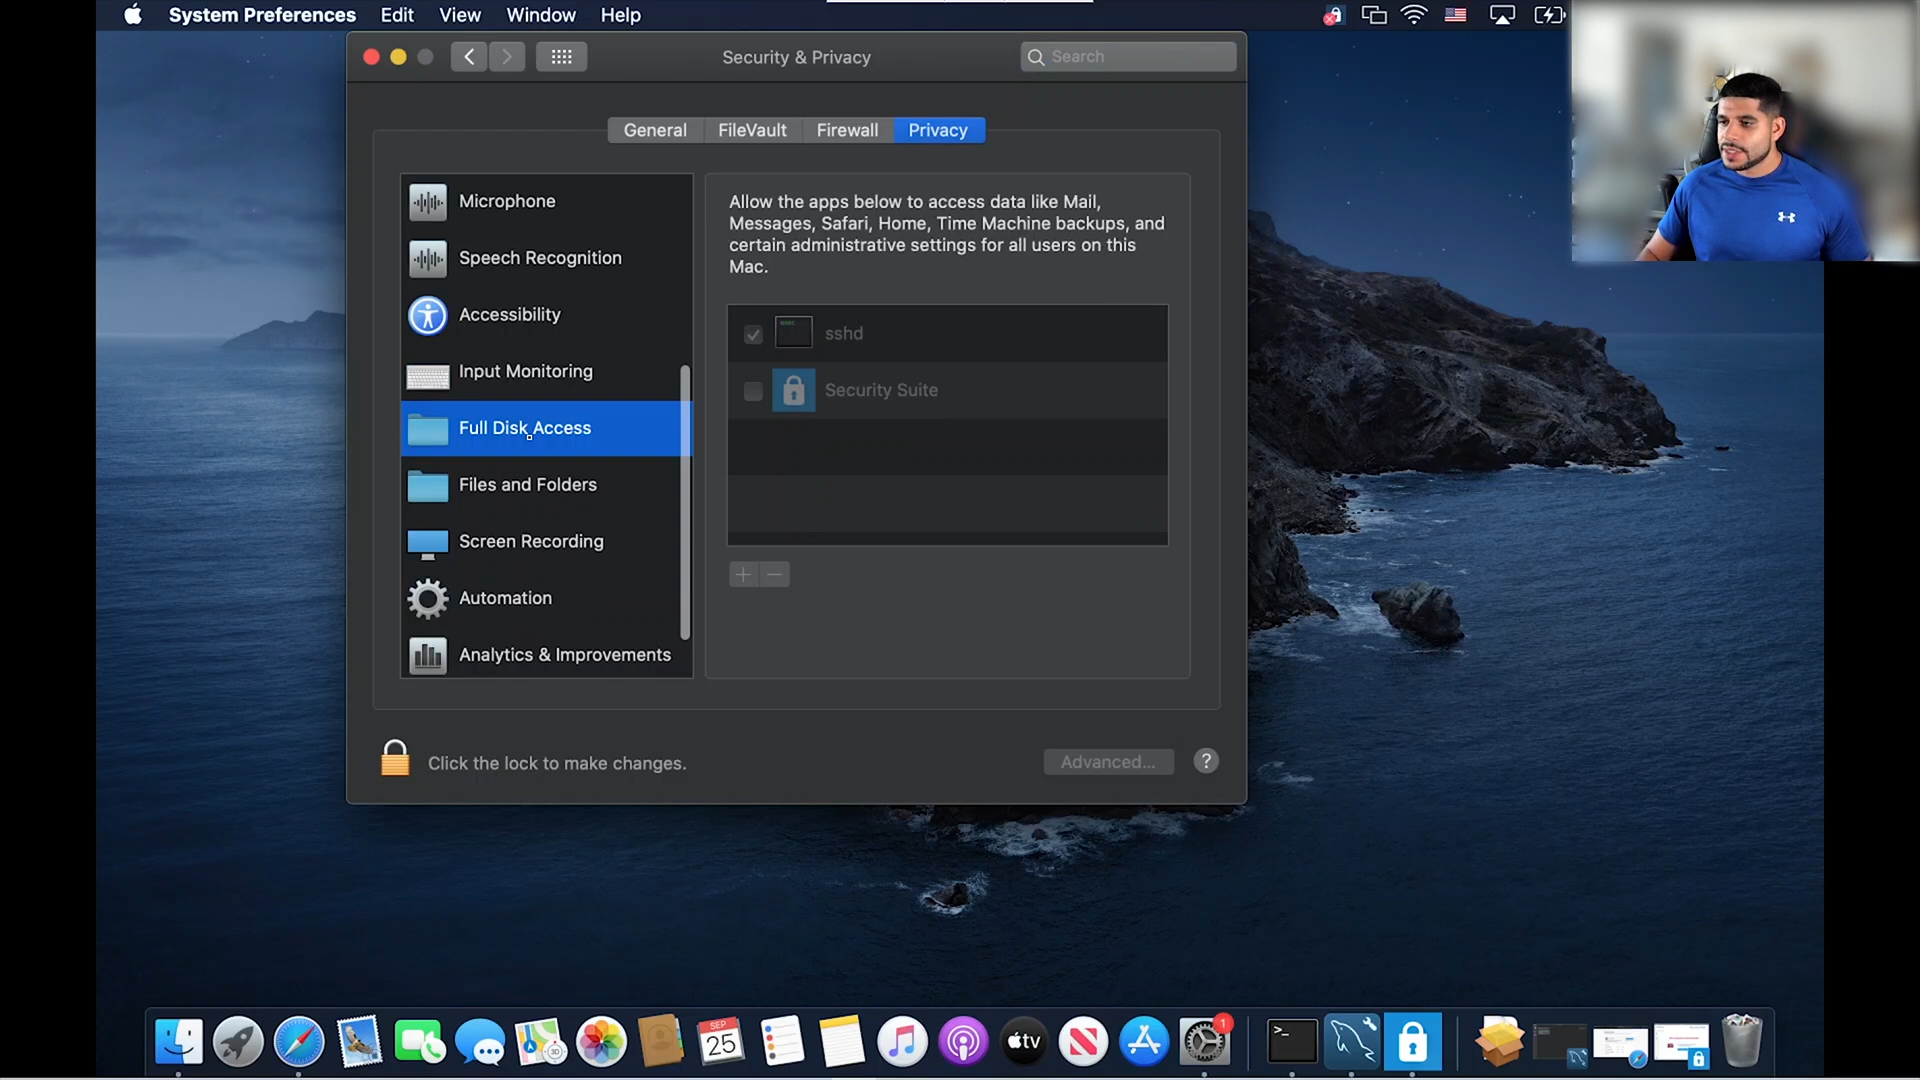 System Preferences Edit View Window Help
Security & Privacy
Search
General FileVault Firewall Privacy
Microphone
Speech Recognition
Accessibility
Input Monitoring
Full Disk Access
Files and Folders
Screen Recording
Automation
Analytics & Improvements
Allow the apps below to access data like Mail,
Messages, Safari, Home, Time Machine backups, and
certain administrative settings for all users on this
Mac.
sshd
Security Suite
Click the lock to make changes.
Advanced...
?
SEP
25
tv
1